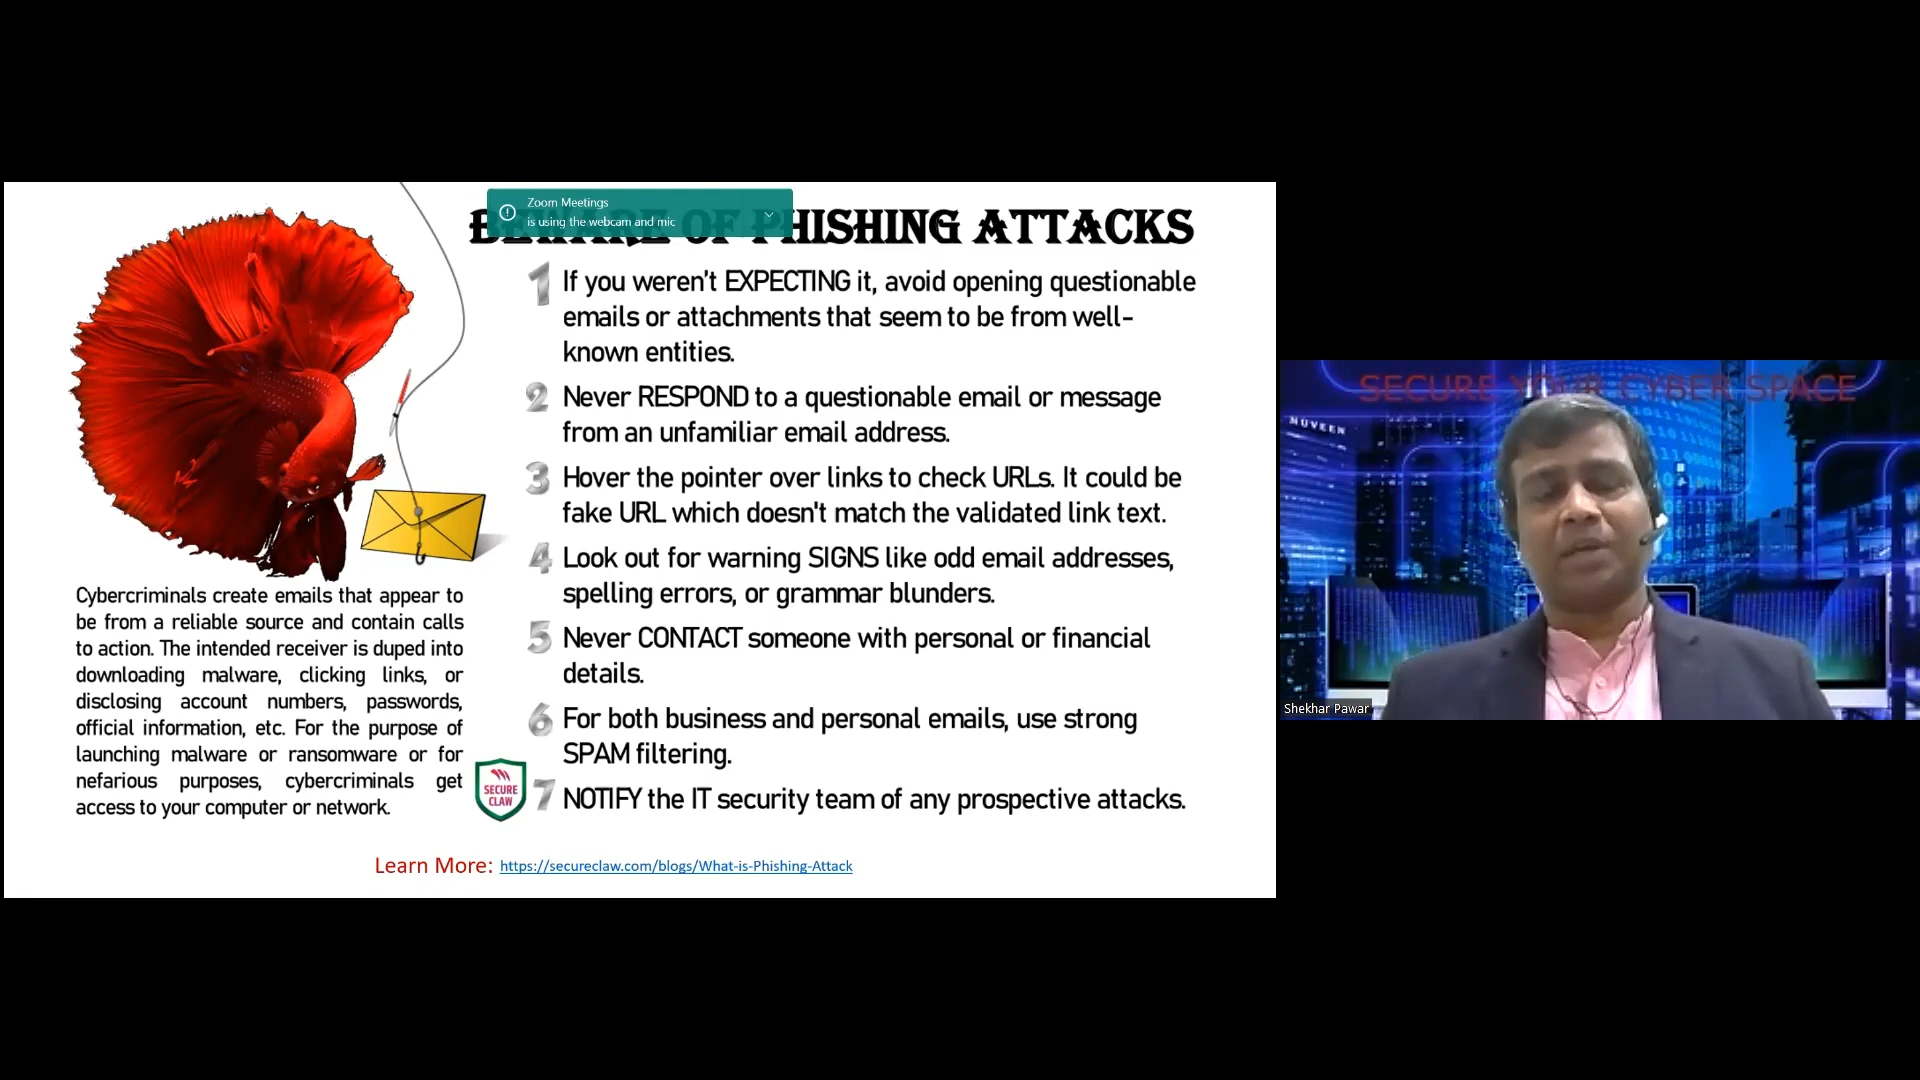 Zoom Meetings
is using the webcam and mic
BEWARE OF PHISHING ATTACKS
1 If you weren't EXPECTING it, avoid opening questionable
emails or attachments that seem to be from well-
known entities.
2 Never RESPOND to a questionable email or message
from an unfamiliar email address.
3 Hover the pointer over links to check URLs. It could be
fake URL which doesn't match the validated link text.
4 Look out for warning SIGNS like odd email addresses,
spelling errors, or grammar blunders.
5 Never CONTACT someone with personal or financial
details.
6 For both business and personal emails, use strong
SPAM filtering.
7 NOTIFY the IT security team of any prospective attacks.
Cybercriminals create emails that appear to
be from a reliable source and contain calls
to action. The intended receiver is duped into
downloading malware, clicking links, or
disclosing account numbers, passwords,
official information, etc. For the purpose of
launching malware or ransomware or for
nefarious purposes, cybercriminals get
access to your computer or network.
SECURE
CLAW
Learn More: https://secureclaw.com/blogs/What-is-Phishing-Attack
SECURE YOUR CYBER SPACE
NUVEEN
Shekhar Pawar